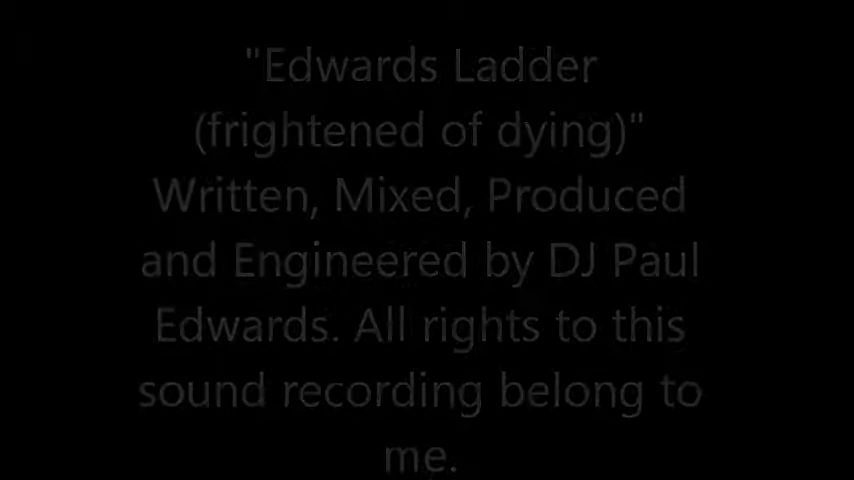 "Edwards Ladder
(frightened of dying)"
Written, Mixed, Produced
and Engineered by DJ Paul
Edwards. All rights to this
sound recording belong to
me.